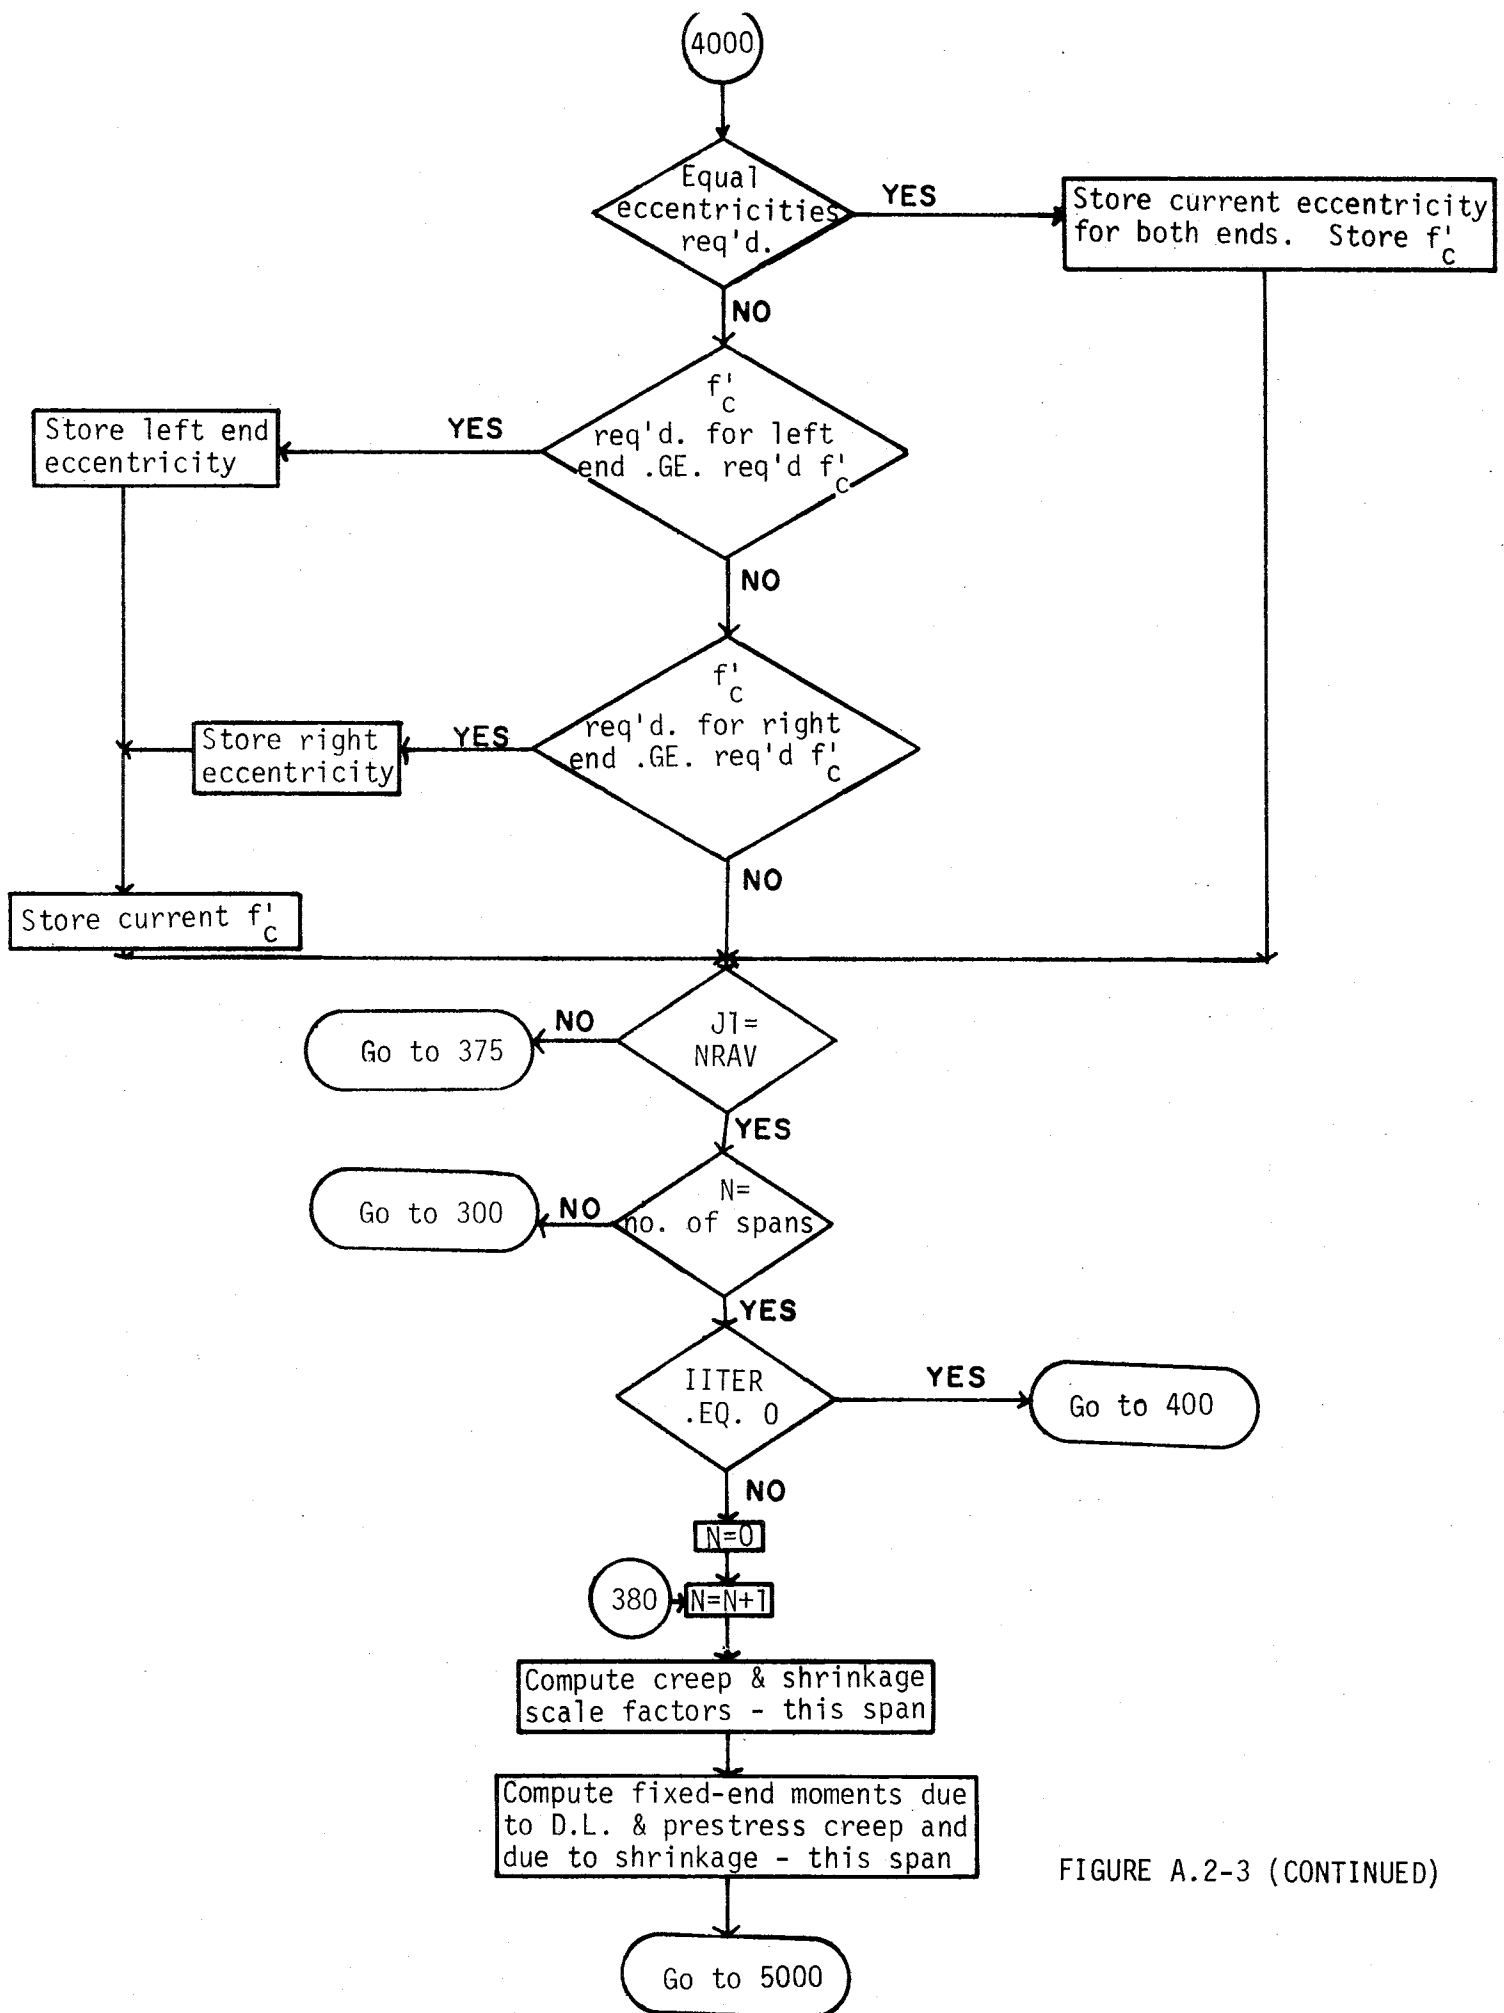 4000
Equal
eccentricities
req'd.
YES
Store current eccentricity
for both ends. Store f'c
NO
f'c
req'd. for left
end .GE. req'd f'c
YES
Store left end
eccentricity
NO
f'c
req'd. for right
end .GE. req'd f'c
YES
Store right
eccentricity
NO
Store current f'c
J1=
NRAV
NO
Go to 375
YES
N=
no. of spans
NO
Go to 300
YES
IITER
.EQ. 0
YES
Go to 400
NO
N=0
380
N=N+1
Compute creep & shrinkage
scale factors - this span
Compute fixed-end moments due
to D.L. & prestress creep and
due to shrinkage - this span
FIGURE A.2-3 (CONTINUED)
Go to 5000